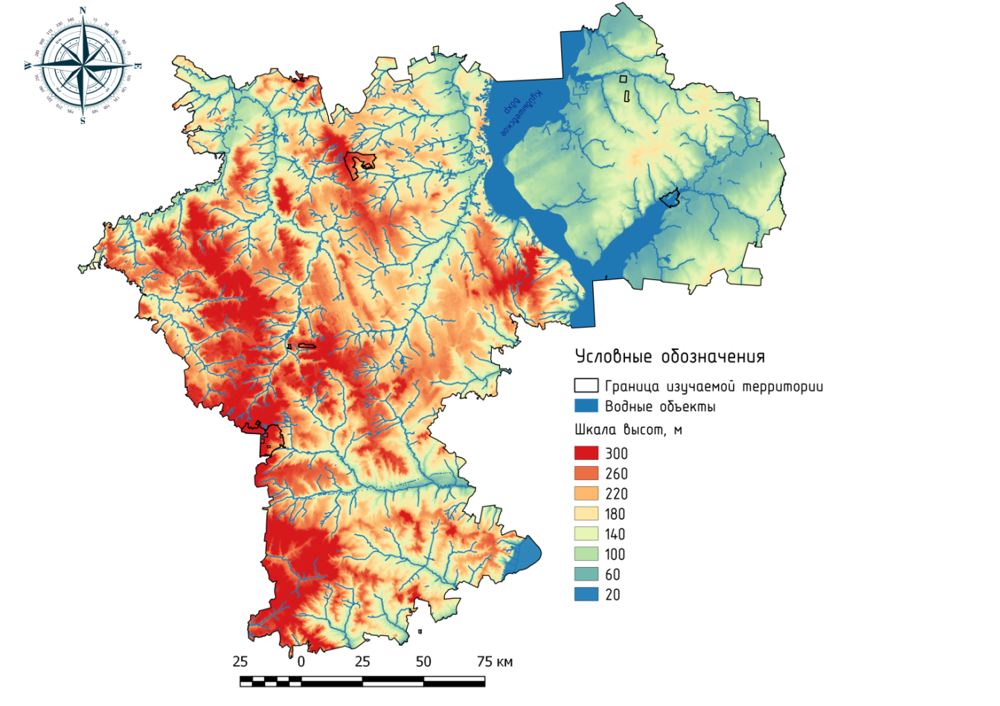 N
W
E
S
Куйбышевское
вдхр
Условные обозначения
Граница изучаемой территории
Водные объекты
Шкала высот, м
300
260
220
180
140
100
60
20
25 0 25 50 75 км